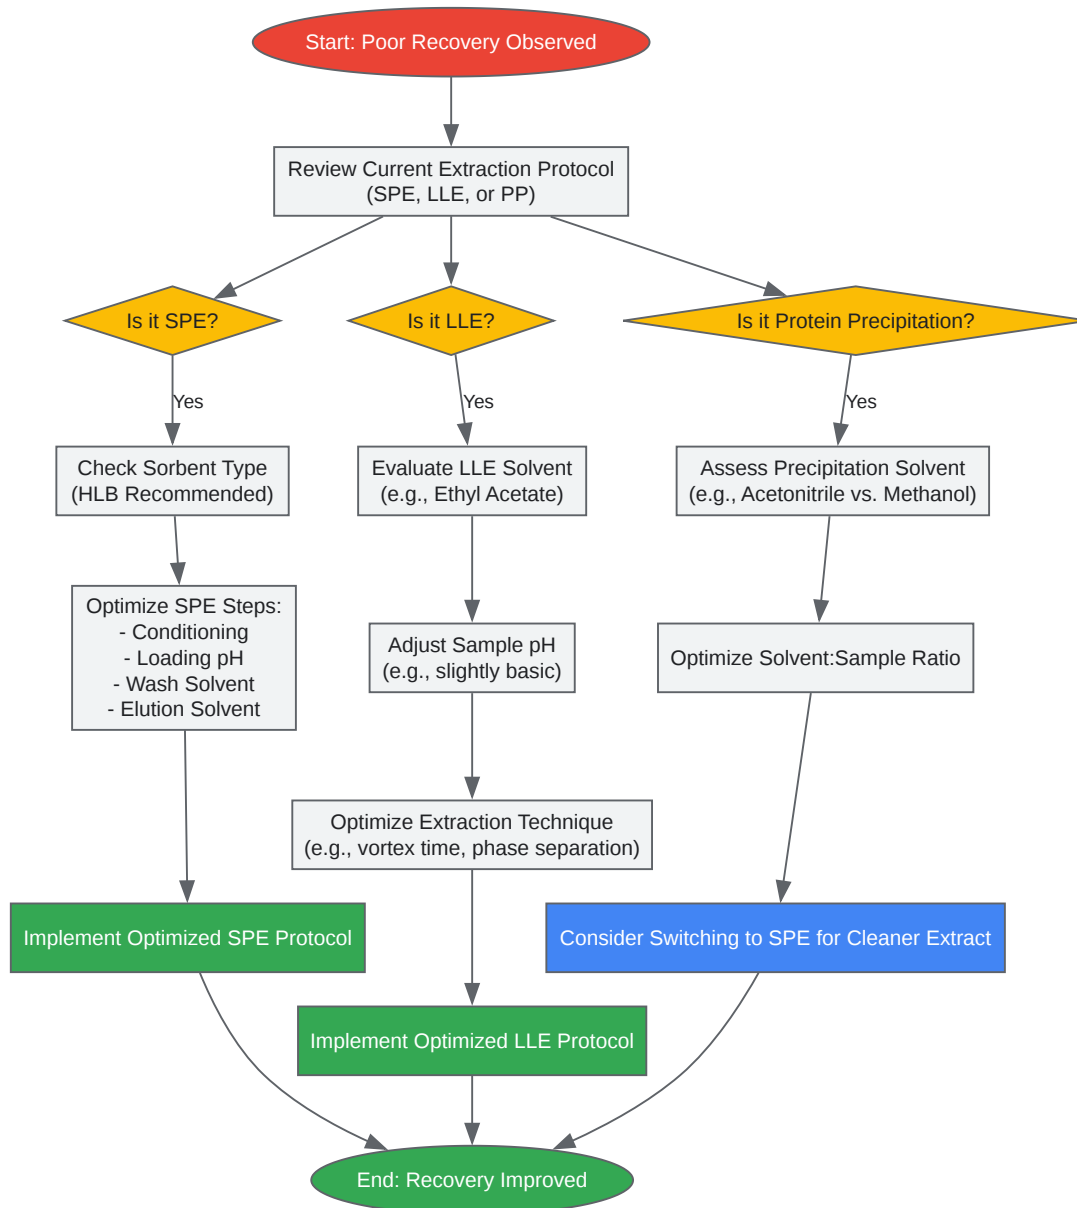 Start: Poor Recovery Observed
Review Current Extraction Protocol
(SPE, LLE, or PP)
Is it SPE?
Is it LLE?
Is it Protein Precipitation?
Yes
Yes
Yes
Check Sorbent Type
(HLB Recommended)
Evaluate LLE Solvent
(e.g., Ethyl Acetate)
Assess Precipitation Solvent
(e.g., Acetonitrile vs. Methanol)
Optimize SPE Steps:
- Conditioning
- Loading pH
- Wash Solvent
- Elution Solvent
Adjust Sample pH
(e.g., slightly basic)
Optimize Solvent:Sample Ratio
Optimize Extraction Technique
(e.g., vortex time, phase separation)
Implement Optimized SPE Protocol
Consider Switching to SPE for Cleaner Extract
Implement Optimized LLE Protocol
End: Recovery Improved